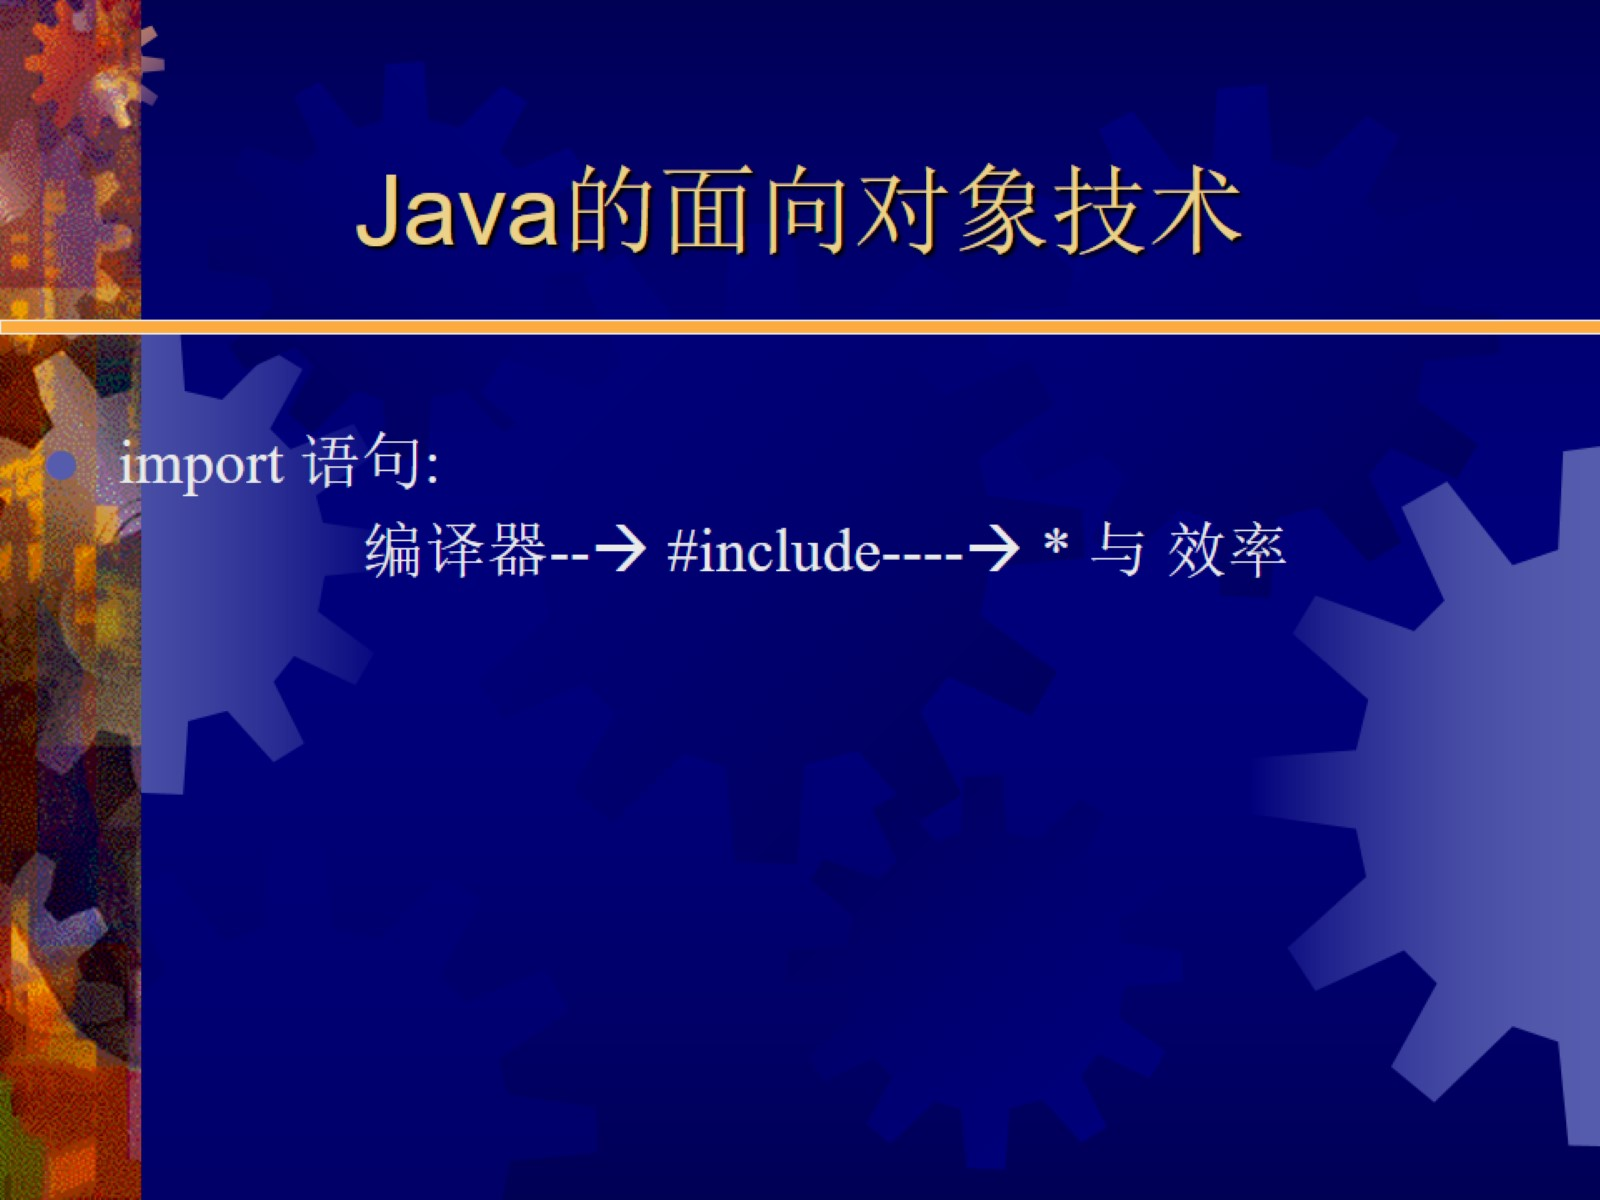 Java的面向对象技术
import 语句:
编译器--→ #include----→ * 与 效率